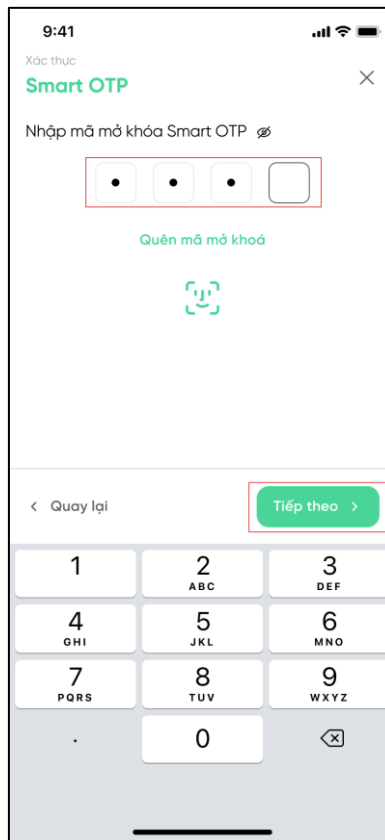 9:41
Xác thực
Smart OTP
Nhập mã mở khóa Smart OTP
Quên mã mở khoá
Quay lại
Tiếp theo
1
2
ABC
3
DEF
4
GHI
5
JKL
6
MNO
7
PQRS
8
TUV
9
WXYZ
.
0